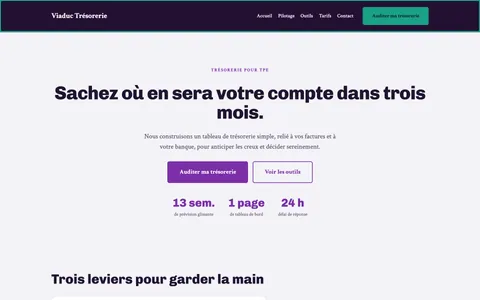 Viaduc Trésorerie
Accueil Pilotage Outils Tarifs Contact Auditer ma trésorerie
TRÉSORERIE POUR TPE
Sachez où en sera votre compte dans trois
mois.
Nous construisons un tableau de trésorerie simple, relié à vos factures et à
votre banque, pour anticiper les creux et décider sereinement.
Auditer ma trésorerie Voir les outils
13 sem. 1 page 24 h
de prévision glissante de tableau de bord délai de réponse
Trois leviers pour garder la main